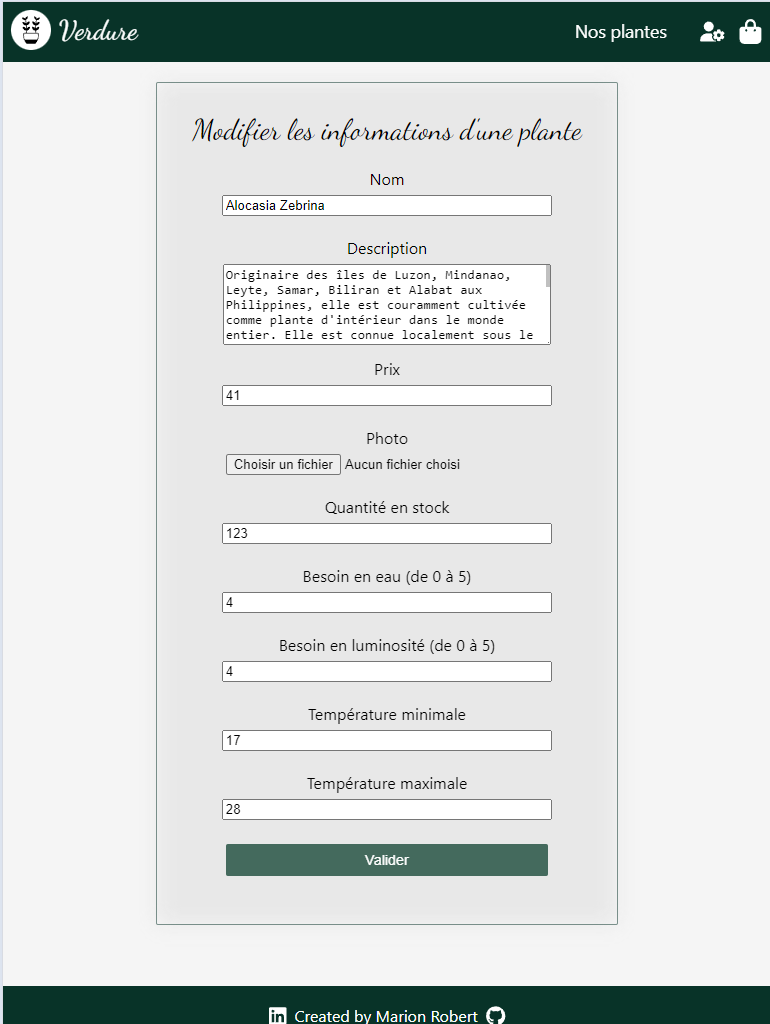 Verdure
Nos plantes
Modifier les informations d'une plante
Nom
Alocasia Zebrina
Description
Originaire des îles de Luzon, Mindanao,
Leyte, Samar, Biliran et Alabat aux
Philippines, elle est couramment cultivée
comme plante d'intérieur dans le monde
entier. Elle est connue localement sous le
Prix
41
Photo
Choisir un fichier Aucun fichier choisi
Quantité en stock
123
Besoin en eau (de 0 à 5)
4
Besoin en luminosité (de 0 à 5)
4
Température minimale
17
Température maximale
28
Valider
Created by Marion Robert